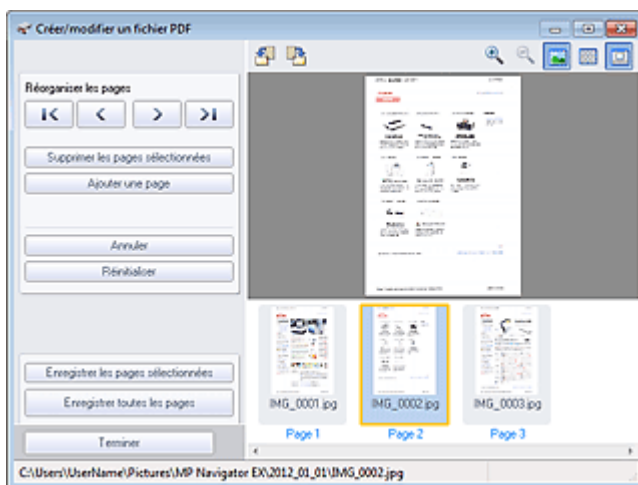 Créer/modifier un fichier PDF
Réorganiser les pages
Supprimer les pages sélectionnées
Ajouter une page
Annuler
Réinitialiser
Enregistrer les pages sélectionnées
Enregistrer toutes les pages
Terminer
IMG_0001.jpg
IMG_0002.jpg
IMG_0003.jpg
Page 1
Page 2
Page 3
C:\Users\UserName\Pictures\MP Navigator EX\2012_01_01\IMG_0002.jpg